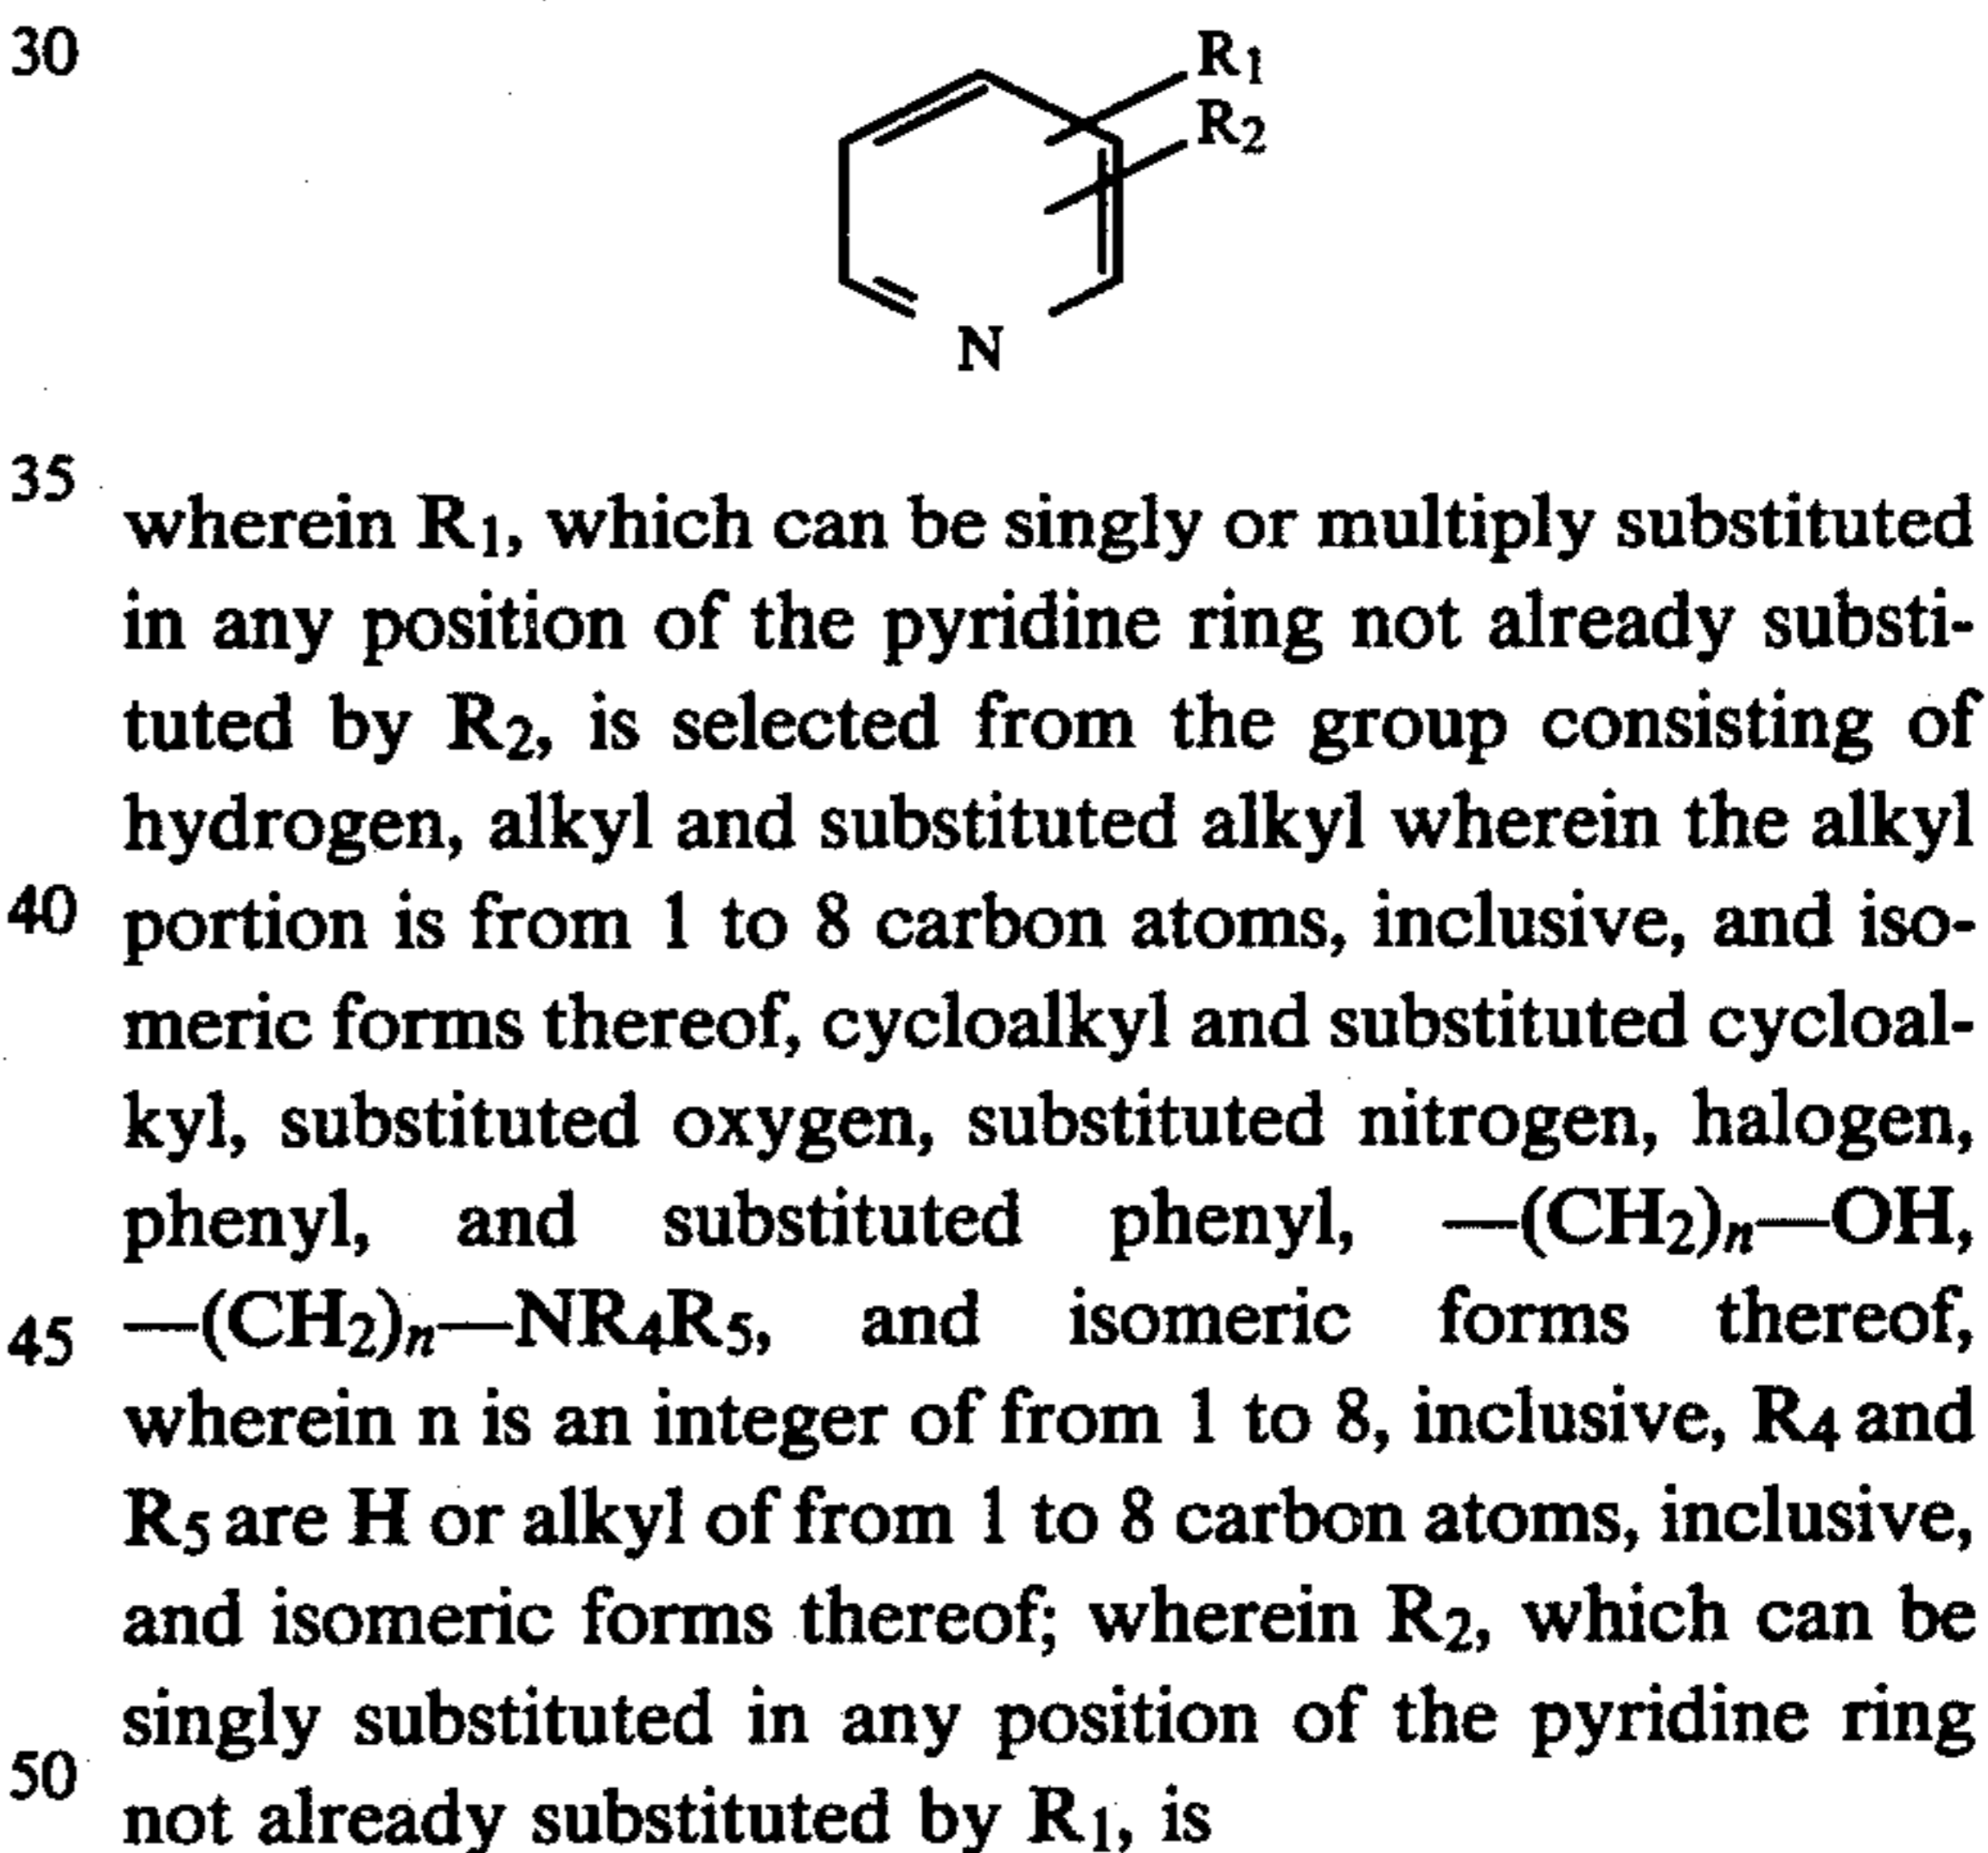 30
R1
R2
N
35
wherein R1, which can be singly or multiply substituted
in any position of the pyridine ring not already substi-
tuted by R2, is selected from the group consisting of
hydrogen, alkyl and substituted alkyl wherein the alkyl
40 portion is from 1 to 8 carbon atoms, inclusive, and iso-
meric forms thereof, cycloalkyl and substituted cycloal-
kyl, substituted oxygen, substituted nitrogen, halogen,
phenyl, and substituted phenyl, —(CH2)n—OH,
45 —(CH2)n—NR4R5, and isomeric forms thereof,
wherein n is an integer of from 1 to 8, inclusive, R4 and
R5 are H or alkyl of from 1 to 8 carbon atoms, inclusive,
and isomeric forms thereof; wherein R2, which can be
singly substituted in any position of the pyridine ring
50
not already substituted by R1, is